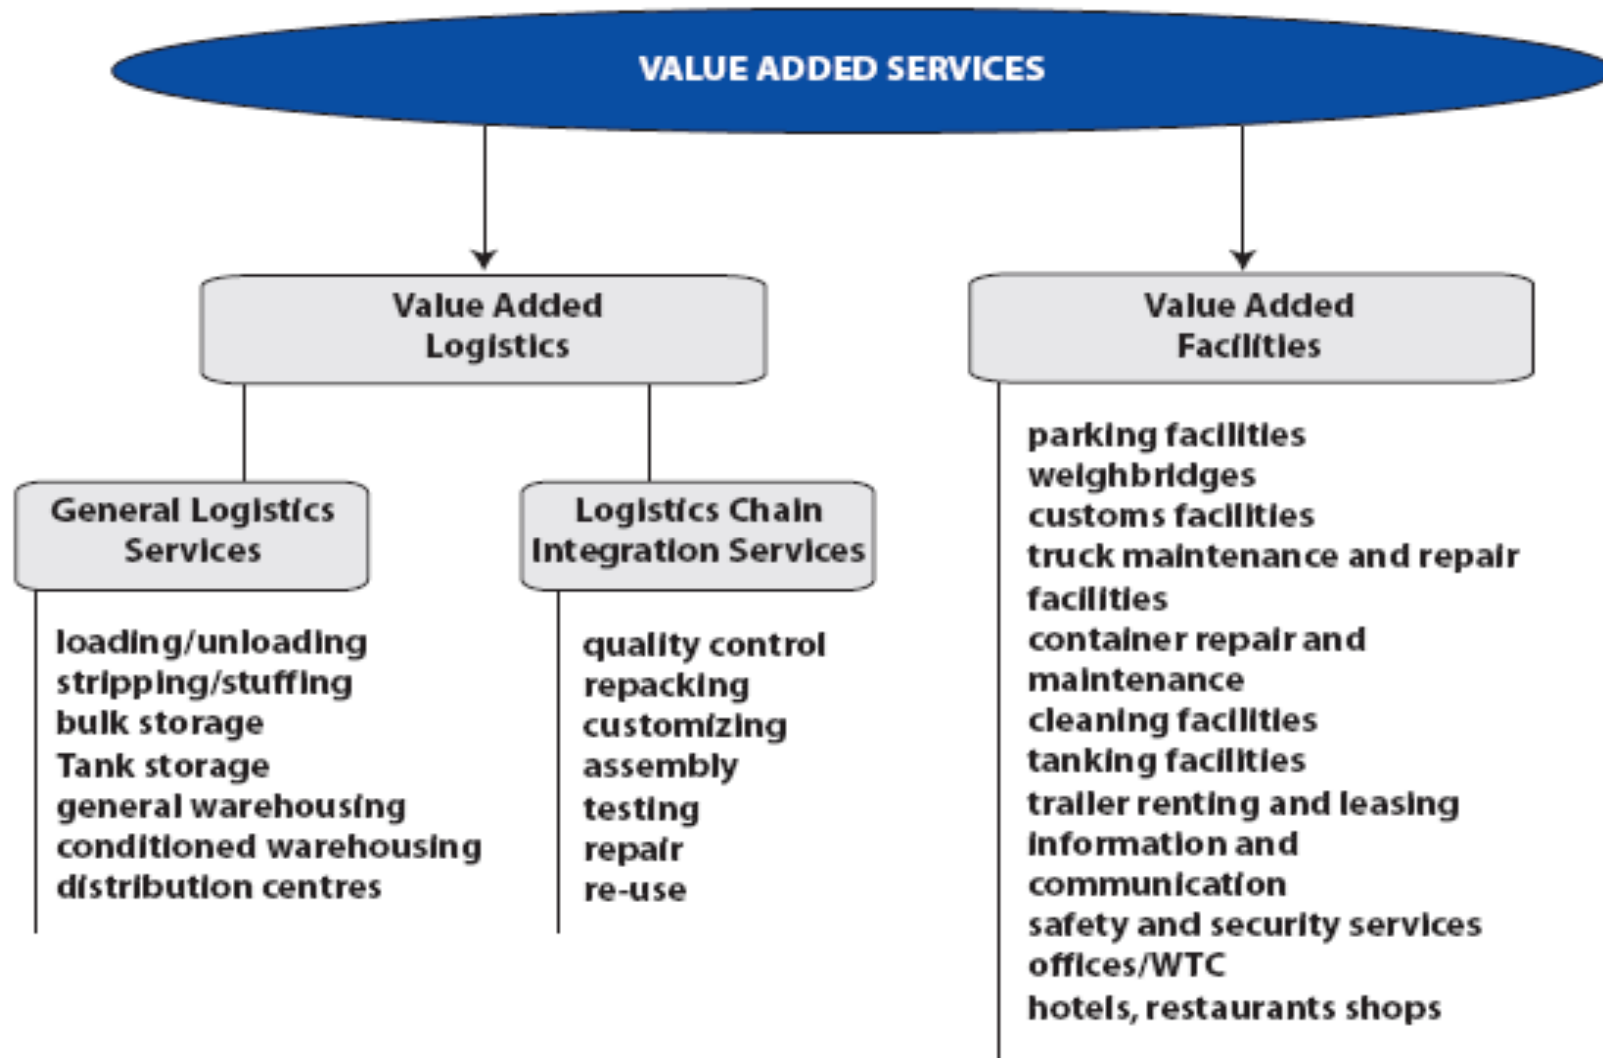 VALUE ADDED SERVICES
Value Added
Logistics
Value Added
Facilities
General Logistics
Services
Logistics Chain
Integration Services
loading/unloading
stripping/stuffing
bulk storage
Tank storage
general warehousing
conditioned warehousing
distribution centres
quality control
repacking
customizing
assembly
testing
repair
re-use
parking facilities
weighbridges
customs facilities
truck maintenance and repair
facilities
container repair and
maintenance
cleaning facilities
tanking facilities
trailer renting and leasing
information and
communication
safety and security services
offices/WTC
hotels, restaurants shops